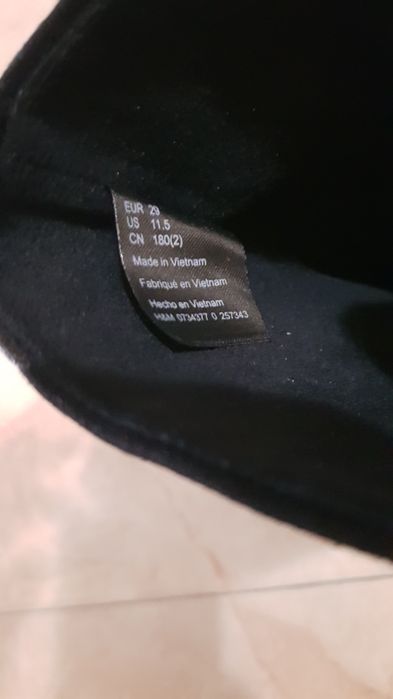 EUR 29
US 11.5
CN 180(2)
Made in Vietnam
Fabriqué en Vietnam
Hecho en Vietnam
H&M 0734377 0 257343